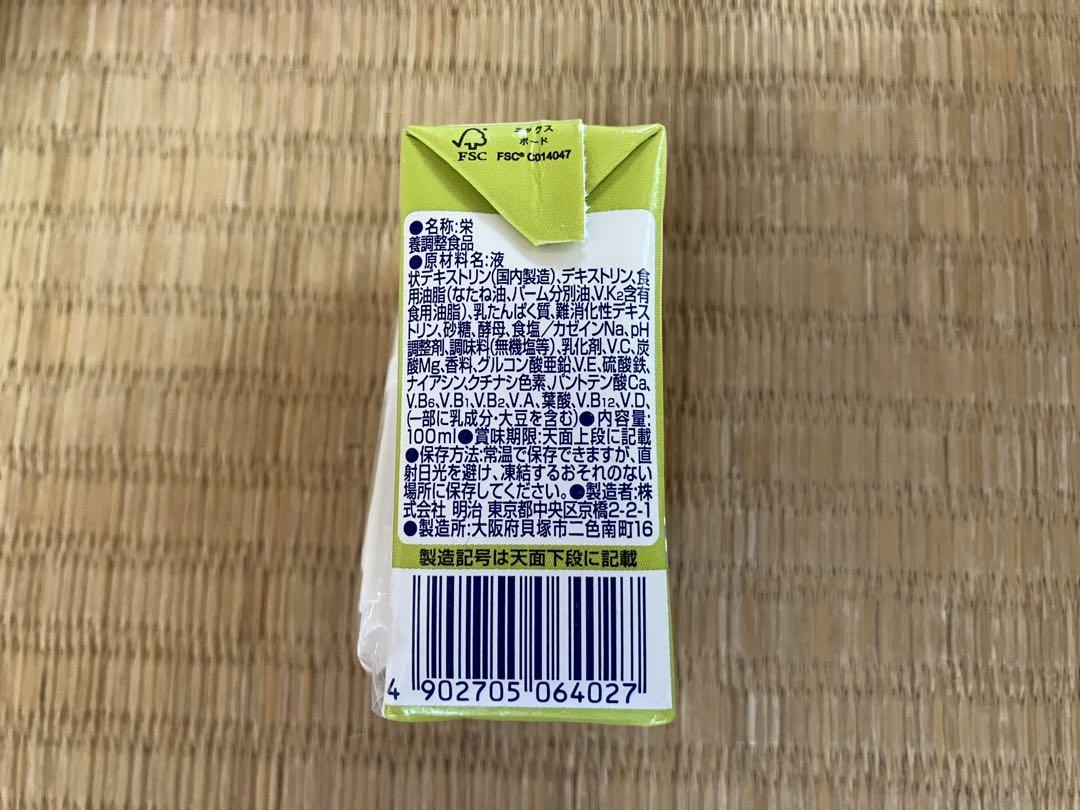 ミックス
ボード
FSC
FSC® C014047
●名称:栄
養調整食品
●原材料名:液
状デキストリン(国内製造)、デキストリン、食
用油脂(なたね油、パーム分別油、V.K₂含有
食用油脂)、乳たんぱく質、難消化性デキス
トリン、砂糖、酵母、食塩/カゼインNa、pH
調整剤、調味料(無機塩等)、乳化剤、V.C、炭
酸Mg、香料、グルコン酸亜鉛、V.E、硫酸鉄、
ナイアシン、クチナシ色素、パントテン酸Ca、
V.B₆、V.B₁、V.B₂、V.A、葉酸、V.B₁₂、V.D、
(一部に乳成分・大豆を含む)●内容量:
100ml●賞味期限:天面上段に記載
●保存方法:常温で保存できますが、直
射日光を避け、凍結するおそれのない
場所に保存してください。●製造者:株
式会社 明治 東京都中央区京橋2-2-1
●製造所:大阪府貝塚市二色南町16
製造記号は天面下段に記載
4 902705 064027